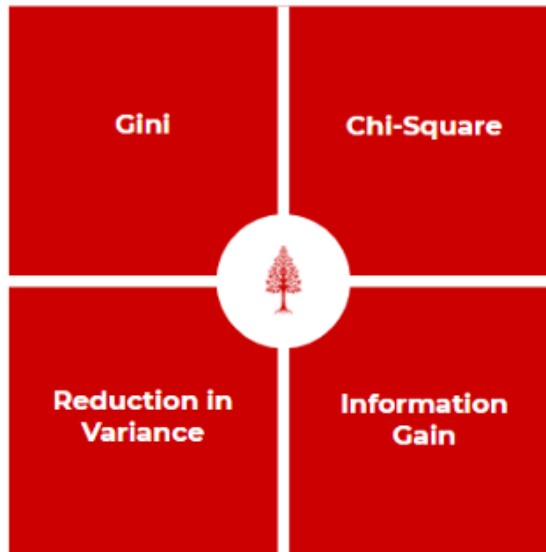 Gini
Chi-Square
Reduction in
Variance
Information
Gain